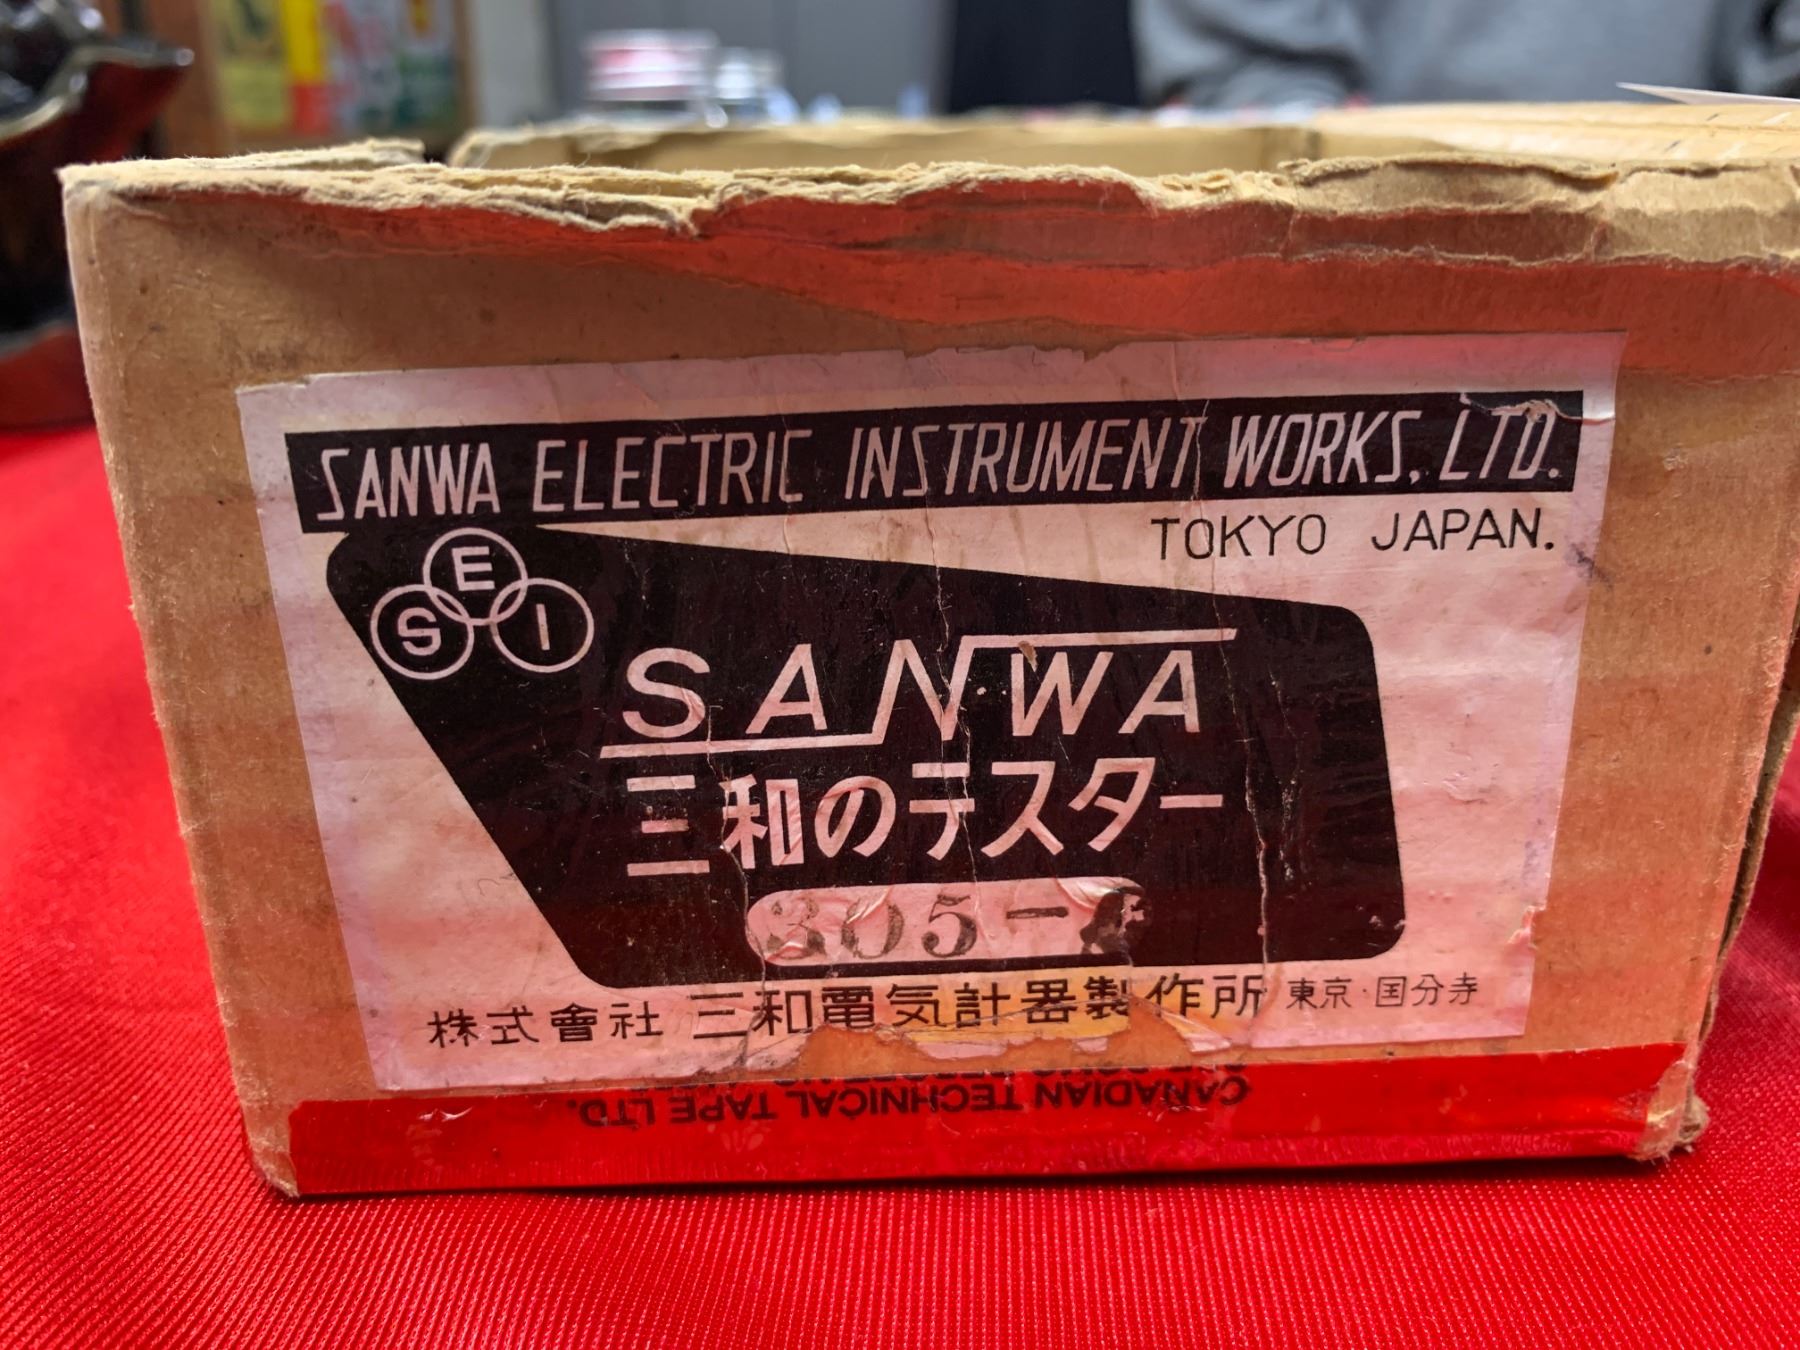 SANWA ELECTRIC INSTRUMENT WORKS, LTD.
TOKYO JAPAN.
S E I
SANWA
三和のテスター
305-
株式會社 三和電気計器製作所 東京・国分寺
CANADIAN TECHNICAL TAPE LTD.